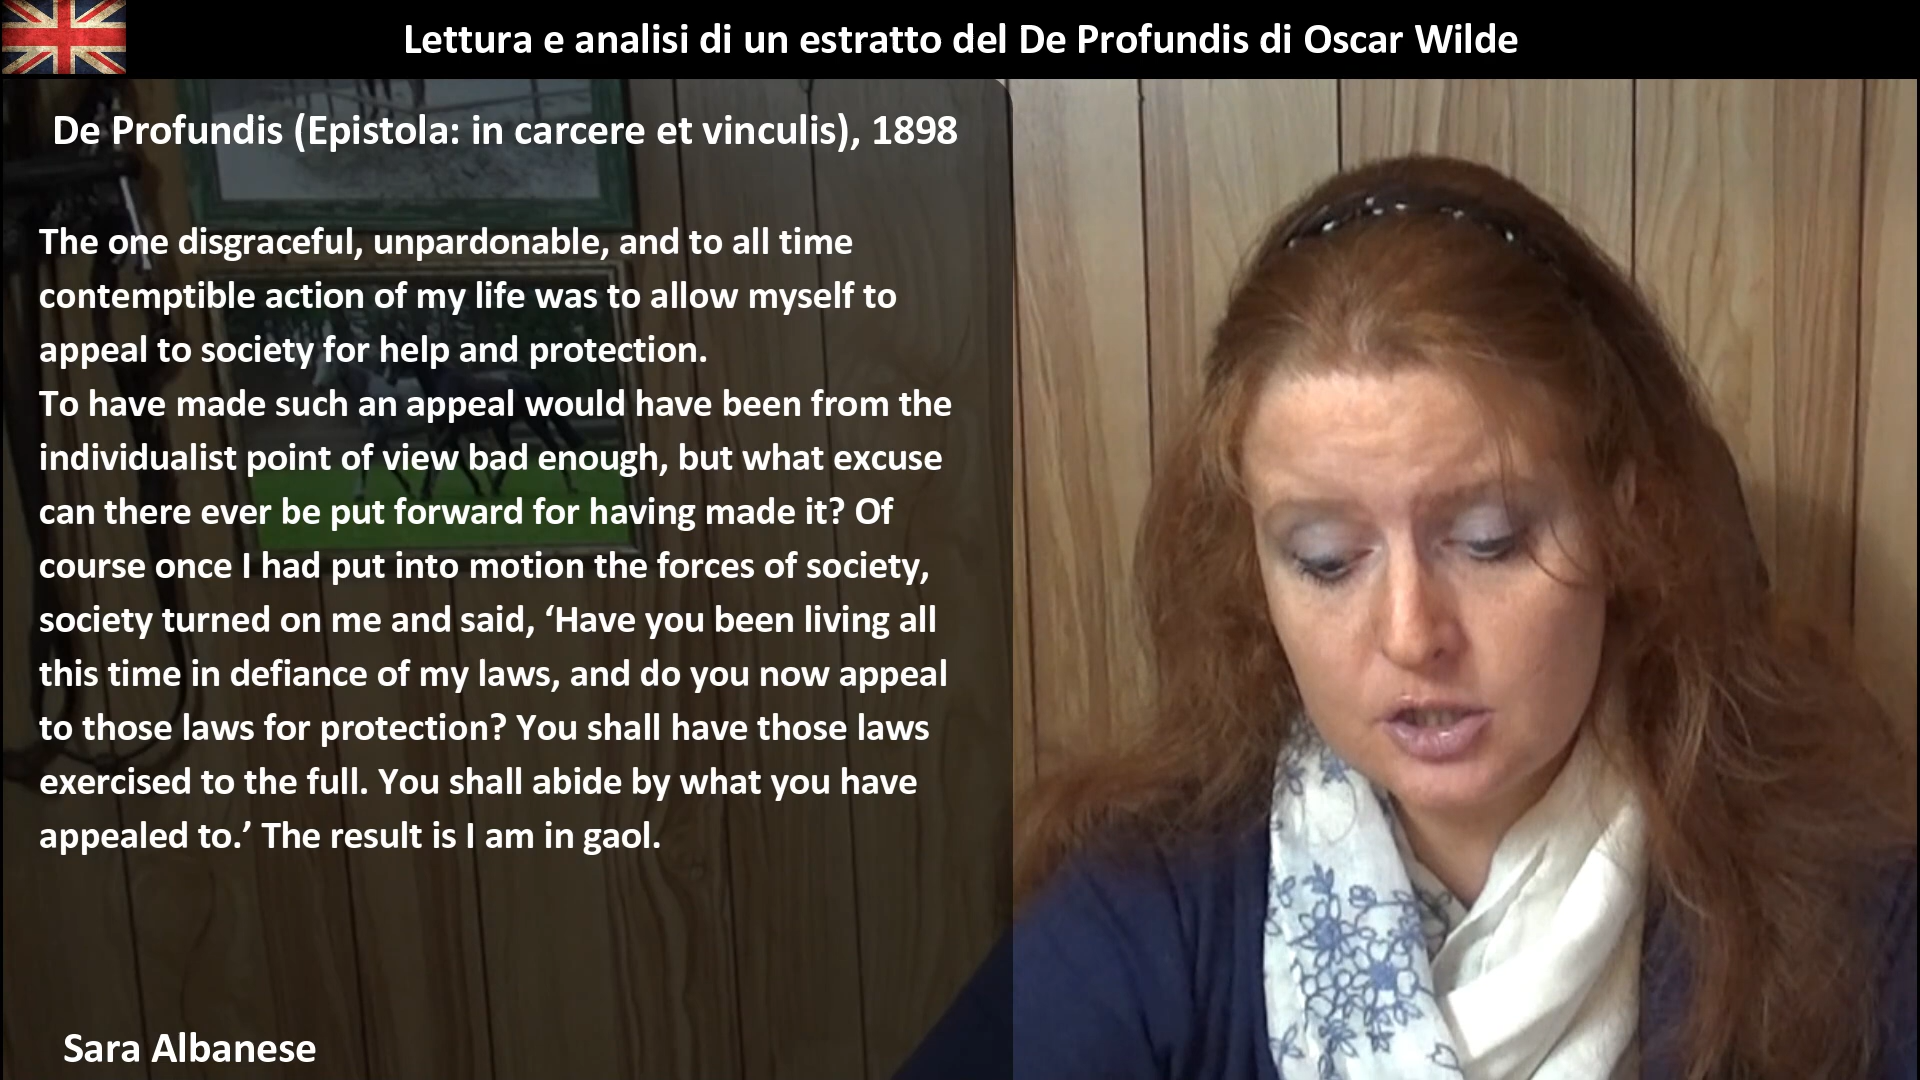 Lettura e analisi di un estratto del De Profundis di Oscar Wilde
De Profundis (Epistola: in carcere et vinculis), 1898
The one disgraceful, unpardonable, and to all time
contemptible action of my life was to allow myself to
appeal to society for help and protection.
To have made such an appeal would have been from the
individualist point of view bad enough, but what excuse
can there ever be put forward for having made it? Of
course once I had put into motion the forces of society,
society turned on me and said, ‘Have you been living all
this time in defiance of my laws, and do you now appeal
to those laws for protection? You shall have those laws
exercised to the full. You shall abide by what you have
appealed to.’ The result is I am in gaol.
Sara Albanese